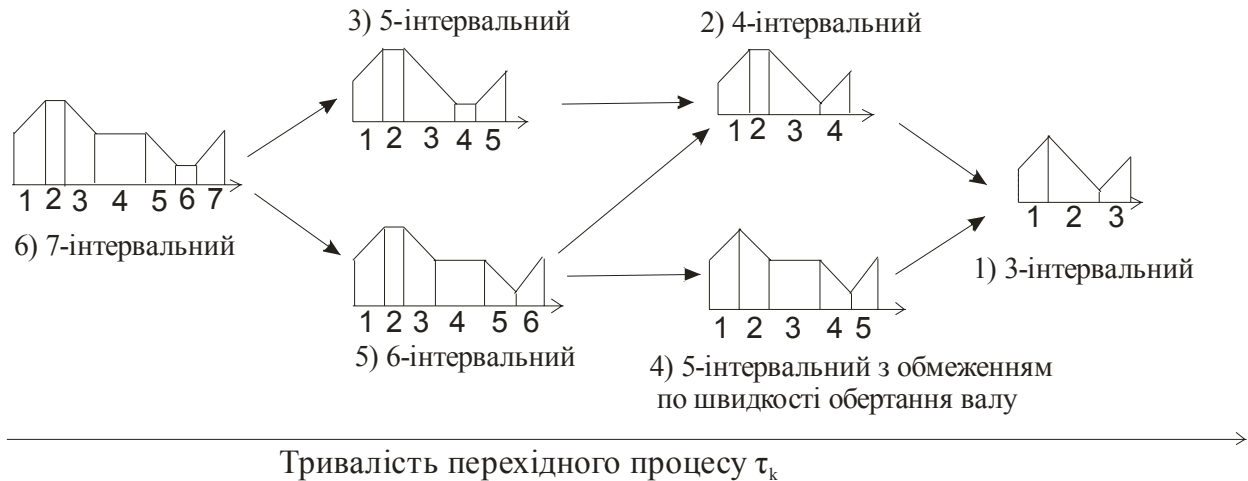 3) 5-інтервальний
2) 4-інтервальний
1 2 3 4 5
1 2 3 4
1 2 3 4 5 6 7
6) 7-інтервальний
1 2 3
1) 3-інтервальний
1 2 3 4 5 6
5) 6-інтервальний
1 2 3 4 5
4) 5-інтервальний з обмеженням
по швидкості обертання валу
Тривалість перехідного процесу τk